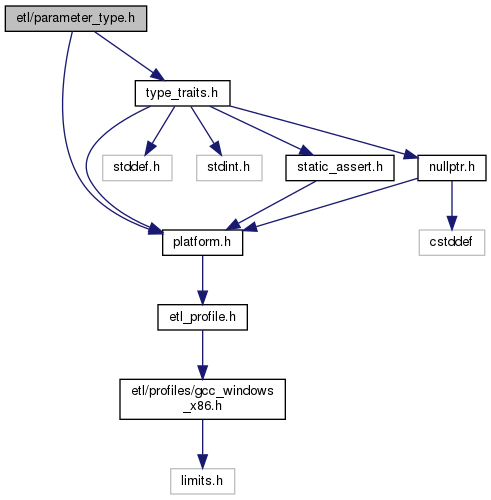 etl/parameter_type.h
type_traits.h
stddef.h
stdint.h
static_assert.h
nullptr.h
platform.h
cstddef
etl_profile.h
etl/profiles/gcc_windows
_x86.h
limits.h